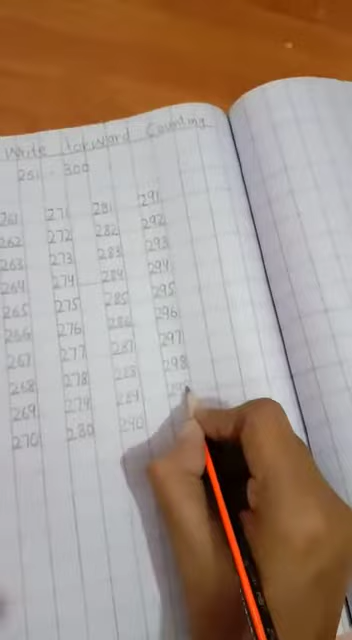 Write forward Counting
251 - 300
261 271 281 291
262 272 282 292
263 273 283 293
264 274 284 294
265 275 285 295
266 276 286 296
267 277 287 297
268 278 288 298
269 279 289
270 280 290